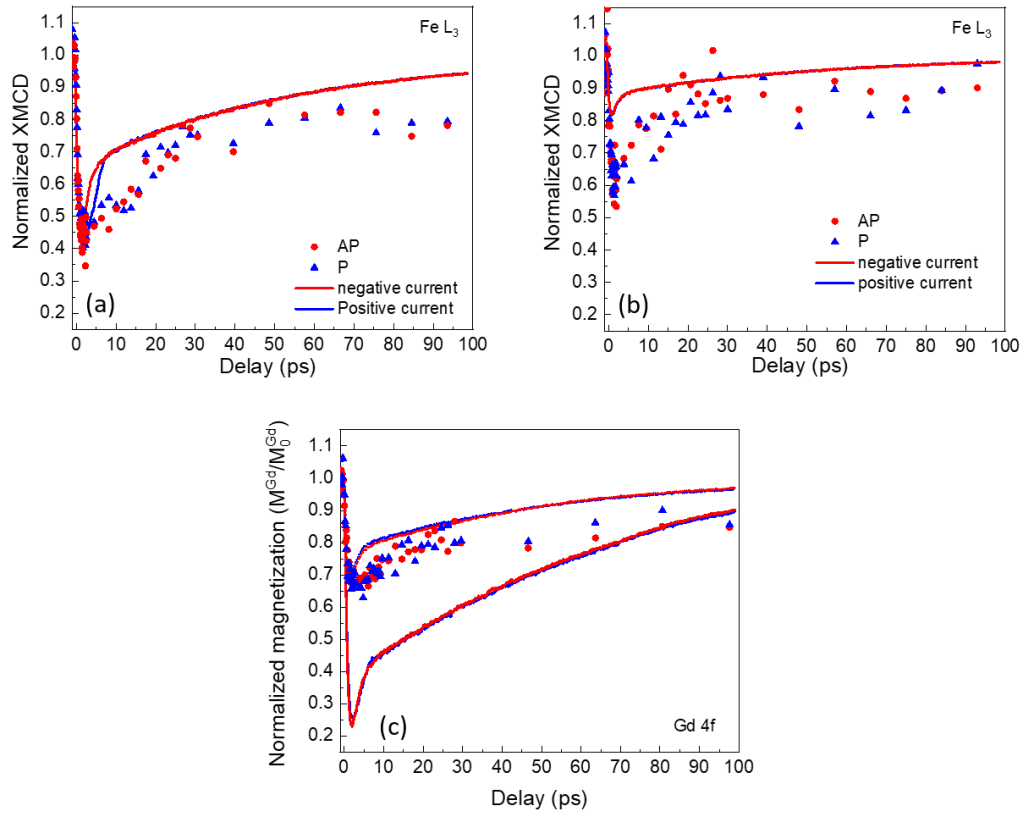 1.1
1.0
0.9
0.8
0.7
0.6
0.5
0.4
0.3
0.2
Normalized XMCD
Fe L3
AP
P
negative current
Positive current
(a)
0 10 20 30 40 50 60 70 80 90 100
Delay (ps)
1.1
1.0
0.9
0.8
0.7
0.6
0.5
0.4
0.3
0.2
Normalized XMCD
Fe L3
AP
P
negative current
positive current
(b)
0 10 20 30 40 50 60 70 80 90 100
Delay (ps)
1.1
1.0
0.9
0.8
0.7
0.6
0.5
0.4
0.3
0.2
Normalized magnetization (M^Gd/M_0^Gd)
(c)
Gd 4f
0 10 20 30 40 50 60 70 80 90 100
Delay (ps)